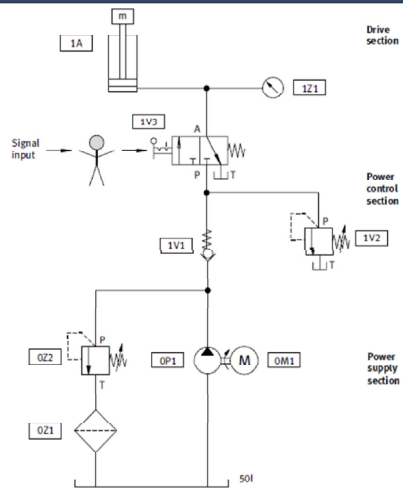 m
Drive
section
1A
1Z1
1V3
A
Signal
input
P
T
Power
control
section
P
1V2
T
1V1
P
0Z2
0P1
M
0M1
Power
supply
section
T
0Z1
50l